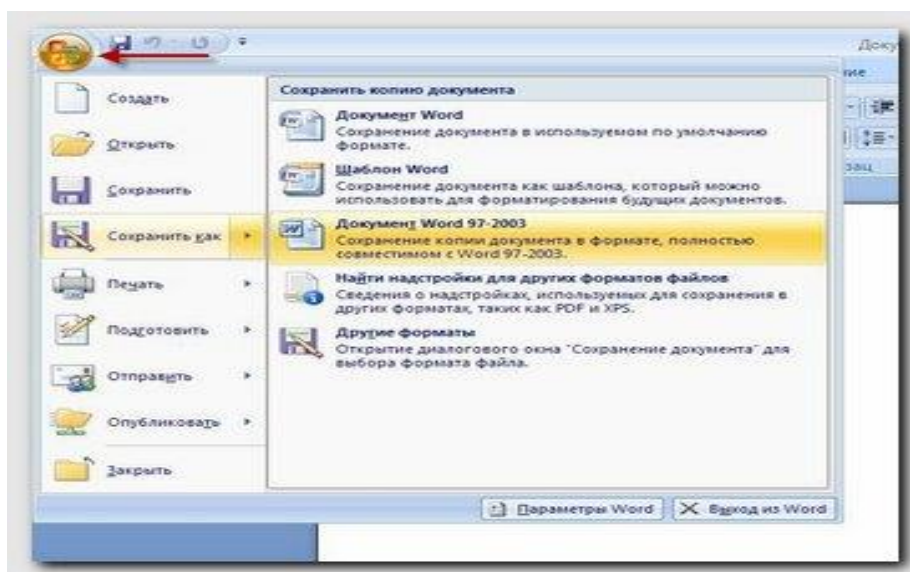 Доку
ние
зац
Создать
Открыть
Сохранить
Сохранить как
Печать
Подготовить
Отправить
Опубликовать
Закрыть
Сохранить копию документа
Документ Word
Сохранение документа в используемом по умолчанию
формате.
Шаблон Word
Сохранение документа как шаблона, который можно
использовать для форматирования будущих документов.
Документ Word 97-2003
Сохранение копии документа в формате, полностью
совместимом с Word 97-2003.
Найти надстройки для других форматов файлов
Сведения о надстройках, используемых для сохранения в
других форматах, таких как PDF и XPS.
Другие форматы
Открытие диалогового окна "Сохранение документа" для
выбора формата файла.
Параметры Word
Выход из Word